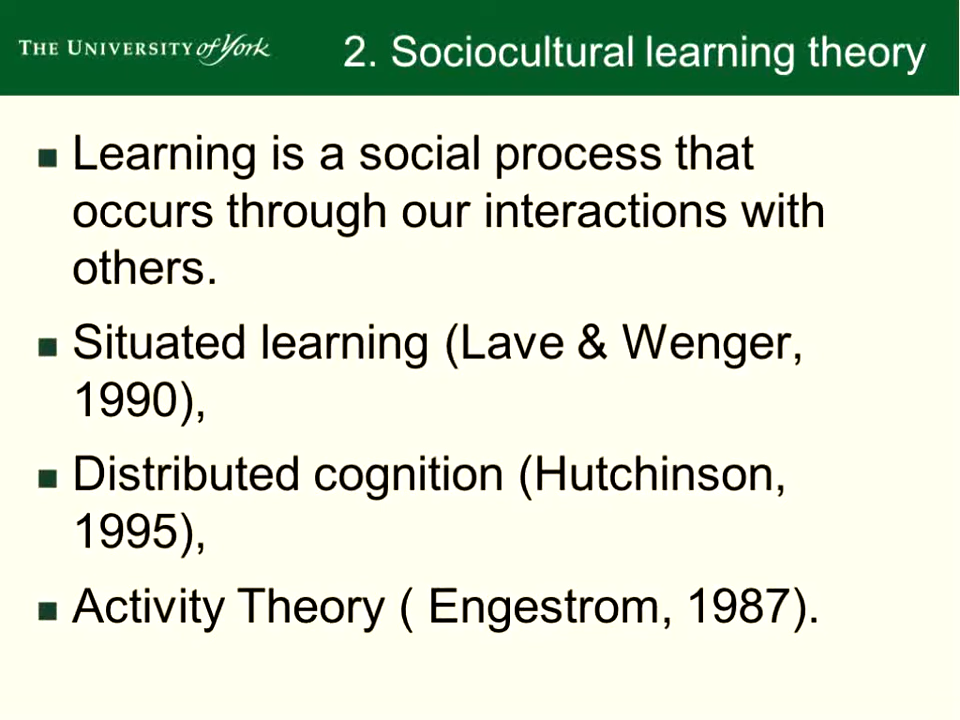 THE UNIVERSITY of York
2. Sociocultural learning theory
Learning is a social process that
occurs through our interactions with
others.
Situated learning (Lave & Wenger,
1990),
Distributed cognition (Hutchinson,
1995),
Activity Theory ( Engestrom, 1987).